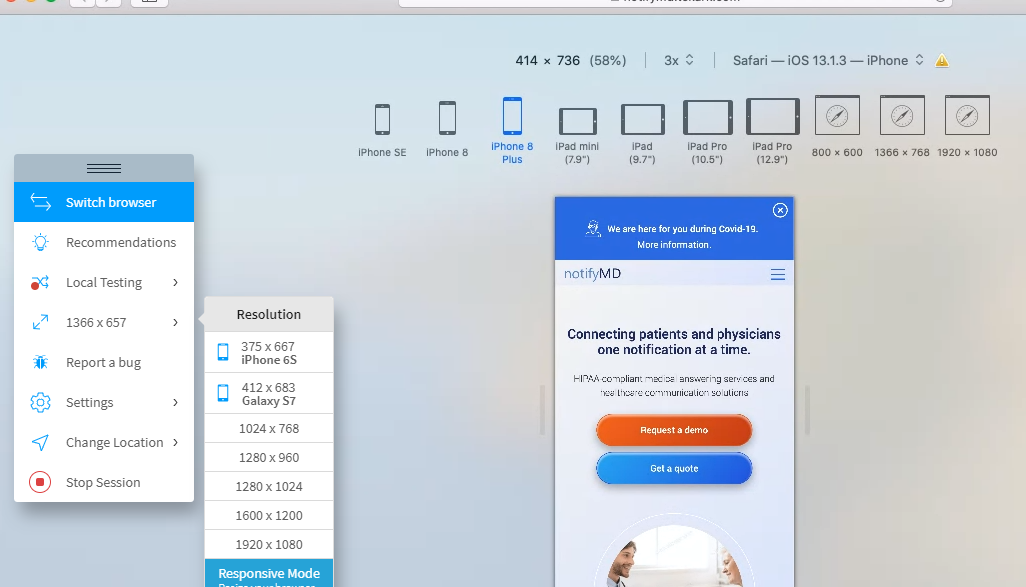 414 × 736 (58%)
3x
Safari — iOS 13.1.3 — iPhone
iPhone SE
iPhone 8
iPhone 8
Plus
iPad mini
(7.9")
iPad
(9.7")
iPad Pro
(10.5")
iPad Pro
(12.9")
800 × 600
1366 × 768
1920 × 1080
Switch browser
Recommendations
Local Testing
1366 x 657
Report a bug
Settings
Change Location
Stop Session
Resolution
375 x 667
iPhone 6S
412 x 683
Galaxy S7
1024 x 768
1280 x 960
1280 x 1024
1600 x 1200
1920 x 1080
Responsive Mode
We are here for you during Covid-19.
More information.
notifyMD
Connecting patients and physicians
one notification at a time.
HIPAA-compliant medical answering services and
healthcare communication solutions
Request a demo
Get a quote